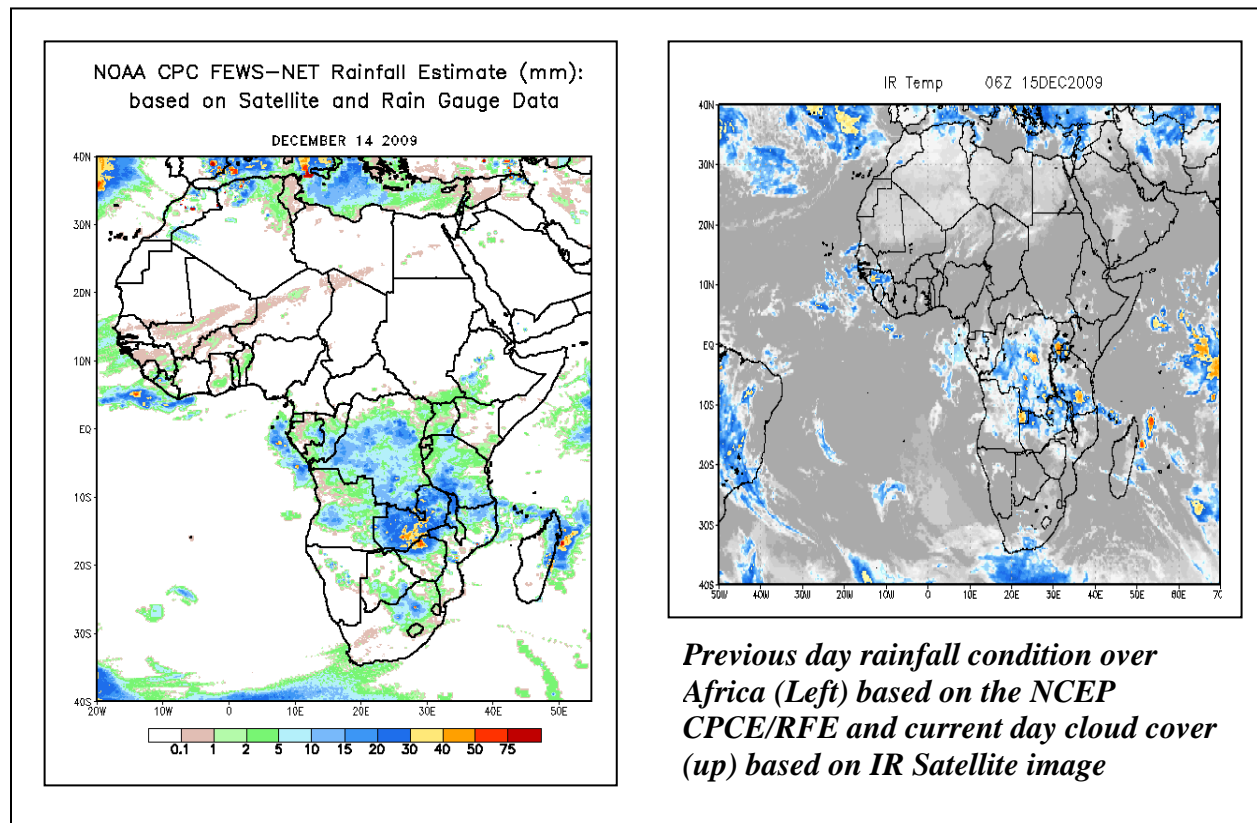 NOAA CPC FEWS-NET Rainfall Estimate (mm):
based on Satellite and Rain Gauge Data
DECEMBER 14 2009
40N
30N
20N
10N
EQ
10S
20S
30S
40S
20W 10W 0 10E 20E 30E 40E 50E
0.1 1 2 5 10 15 20 30 40 50 75
IR Temp 06Z 15DEC2009
40N
30N
20N
10N
EQ
10S
20S
30S
40S
50W 40W 30W 20W 10W 0 10E 20E 30E 40E 50E 60E 70
Previous day rainfall condition over
Africa (Left) based on the NCEP
CPCE/RFE and current day cloud cover
(up) based on IR Satellite image